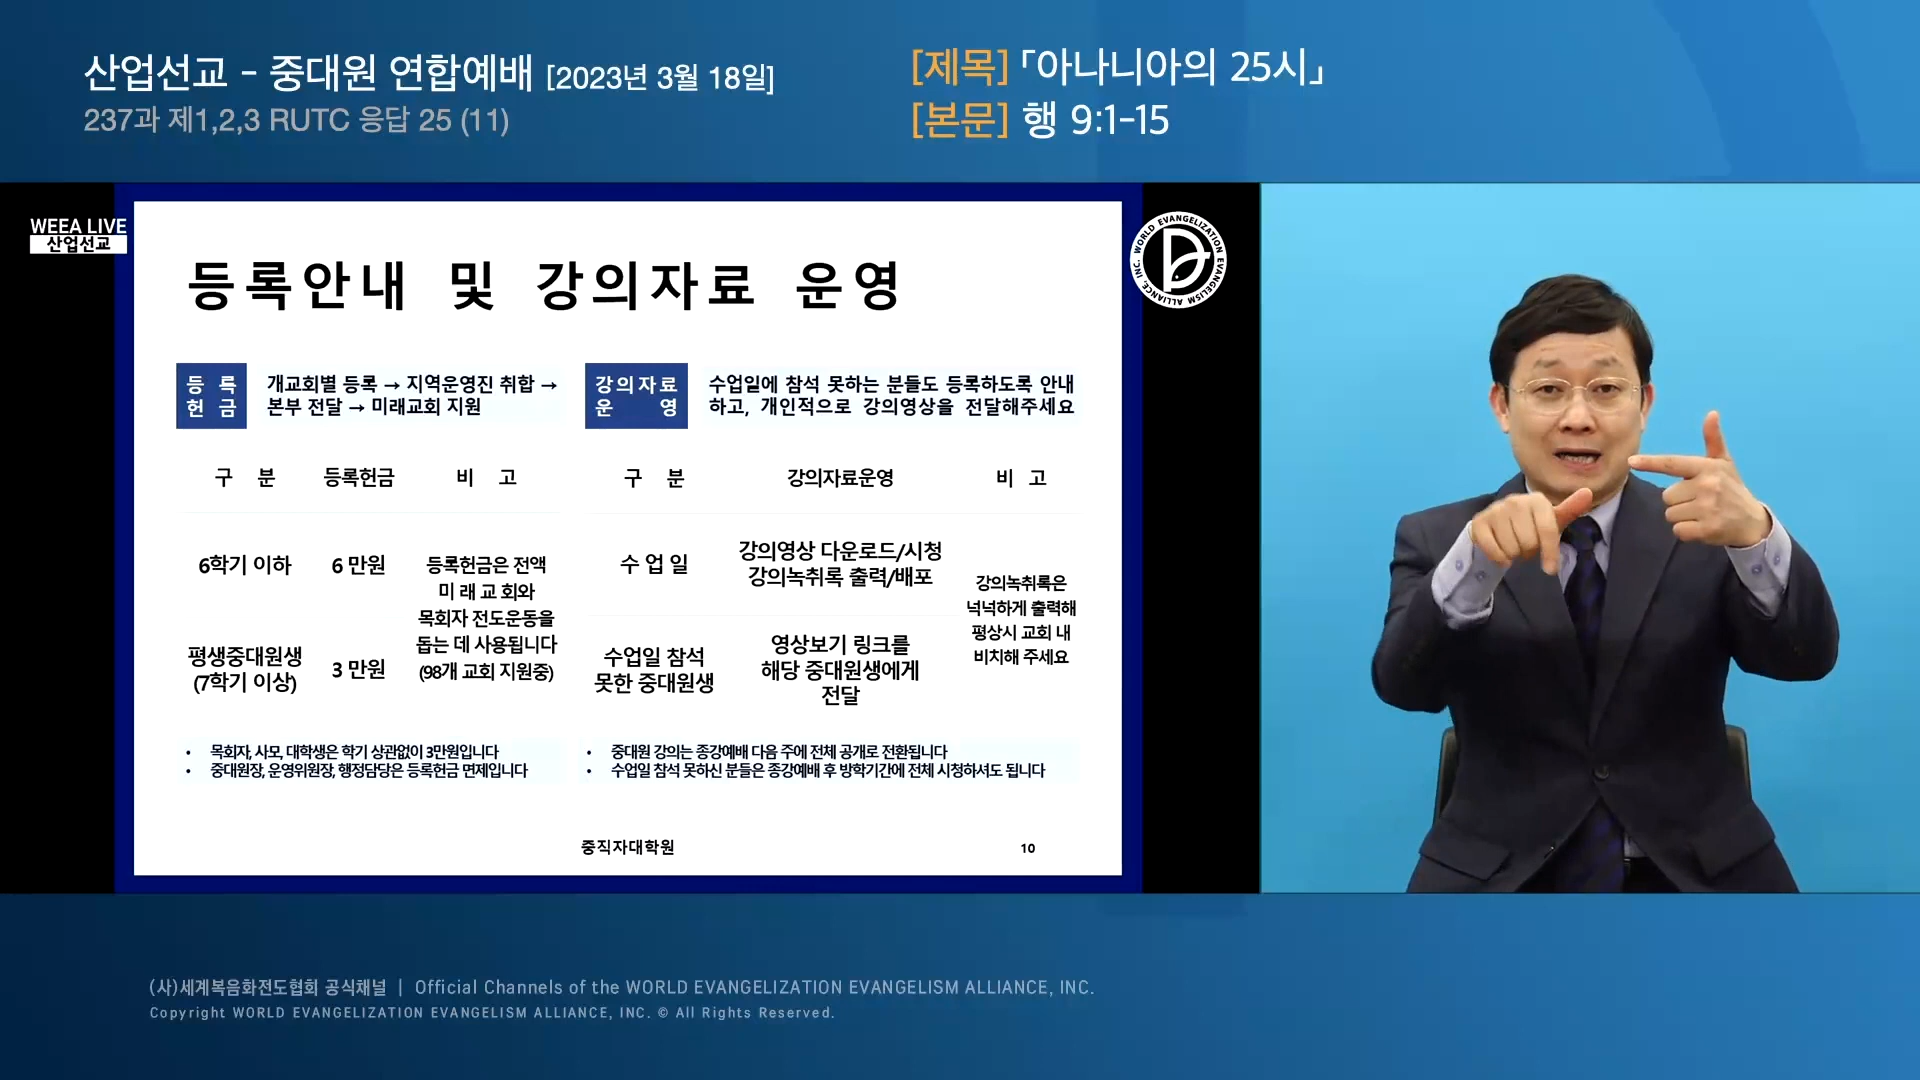 산업선교 - 중대원 연합예배 [2023년 3월 18일]
237과 제1,2,3 RUTC 응답 25 (11)
[제목] 「아나니아의 25시」
[본문] 행 9:1-15
WEEA LIVE
산업선교
WORLD EVANGELIZATION EVANGELISM ALLIANCE, INC.
등록안내 및 강의자료 운영
등 록
헌 금
개교회별 등록 → 지역운영진 취합 →
본부 전달 → 미래교회 지원
강의자료
운 영
수업일에 참석 못하는 분들도 등록하도록 안내
하고, 개인적으로 강의영상을 전달해주세요
구 분 등록헌금 비 고
6학기 이하 6 만원
평생중대원생
(7학기 이상)
3 만원
등록헌금은 전액
미 래 교 회와
목회자 전도운동을
돕는 데 사용됩니다
(98개 교회 지원중)
구 분 강의자료운영 비 고
수 업 일
강의영상 다운로드/시청
강의녹취록 출력/배포
수업일 참석
못한 중대원생
영상보기 링크를
해당 중대원생에게
전달
강의녹취록은
넉넉하게 출력해
평상시 교회 내
비치해 주세요
• 목회자, 사모, 대학생은 학기 상관없이 3만원입니다
• 중대원장, 운영위원장, 행정담당은 등록헌금 면제입니다
• 중대원 강의는 종강예배 다음 주에 전체 공개로 전환됩니다
• 수업일 참석 못하신 분들은 종강예배 후 방학기간에 전체 시청하셔도 됩니다
중직자대학원
10
(사)세계복음화전도협회 공식채널 | Official Channels of the WORLD EVANGELIZATION EVANGELISM ALLIANCE, INC.
Copyright WORLD EVANGELIZATION EVANGELISM ALLIANCE, INC. © All Rights Reserved.